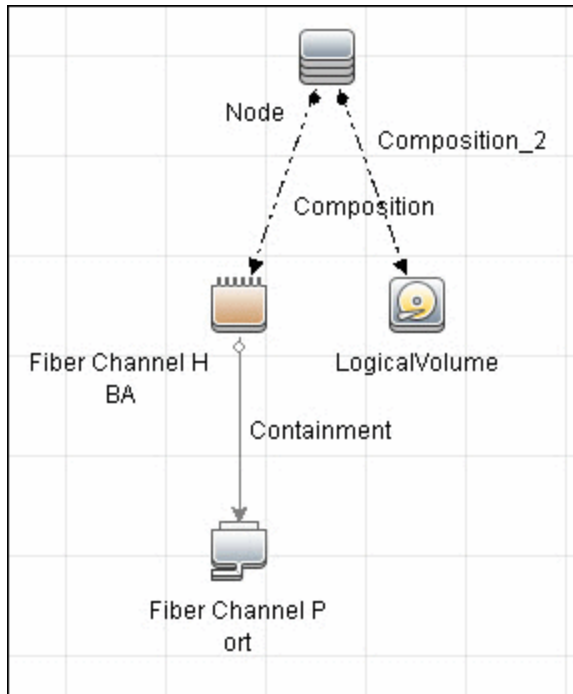 Node
Composition_2
Composition
Fiber Channel H
BA
LogicalVolume
Containment
Fiber Channel P
ort